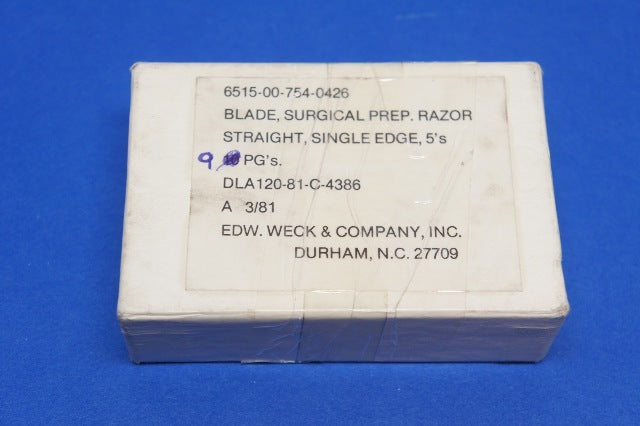 6515-00-754-0426
BLADE, SURGICAL PREP. RAZOR
STRAIGHT, SINGLE EDGE, 5's
9 PG's.
DLA120-81-C-4386
A 3/81
EDW. WECK & COMPANY, INC.
DURHAM, N.C. 27709